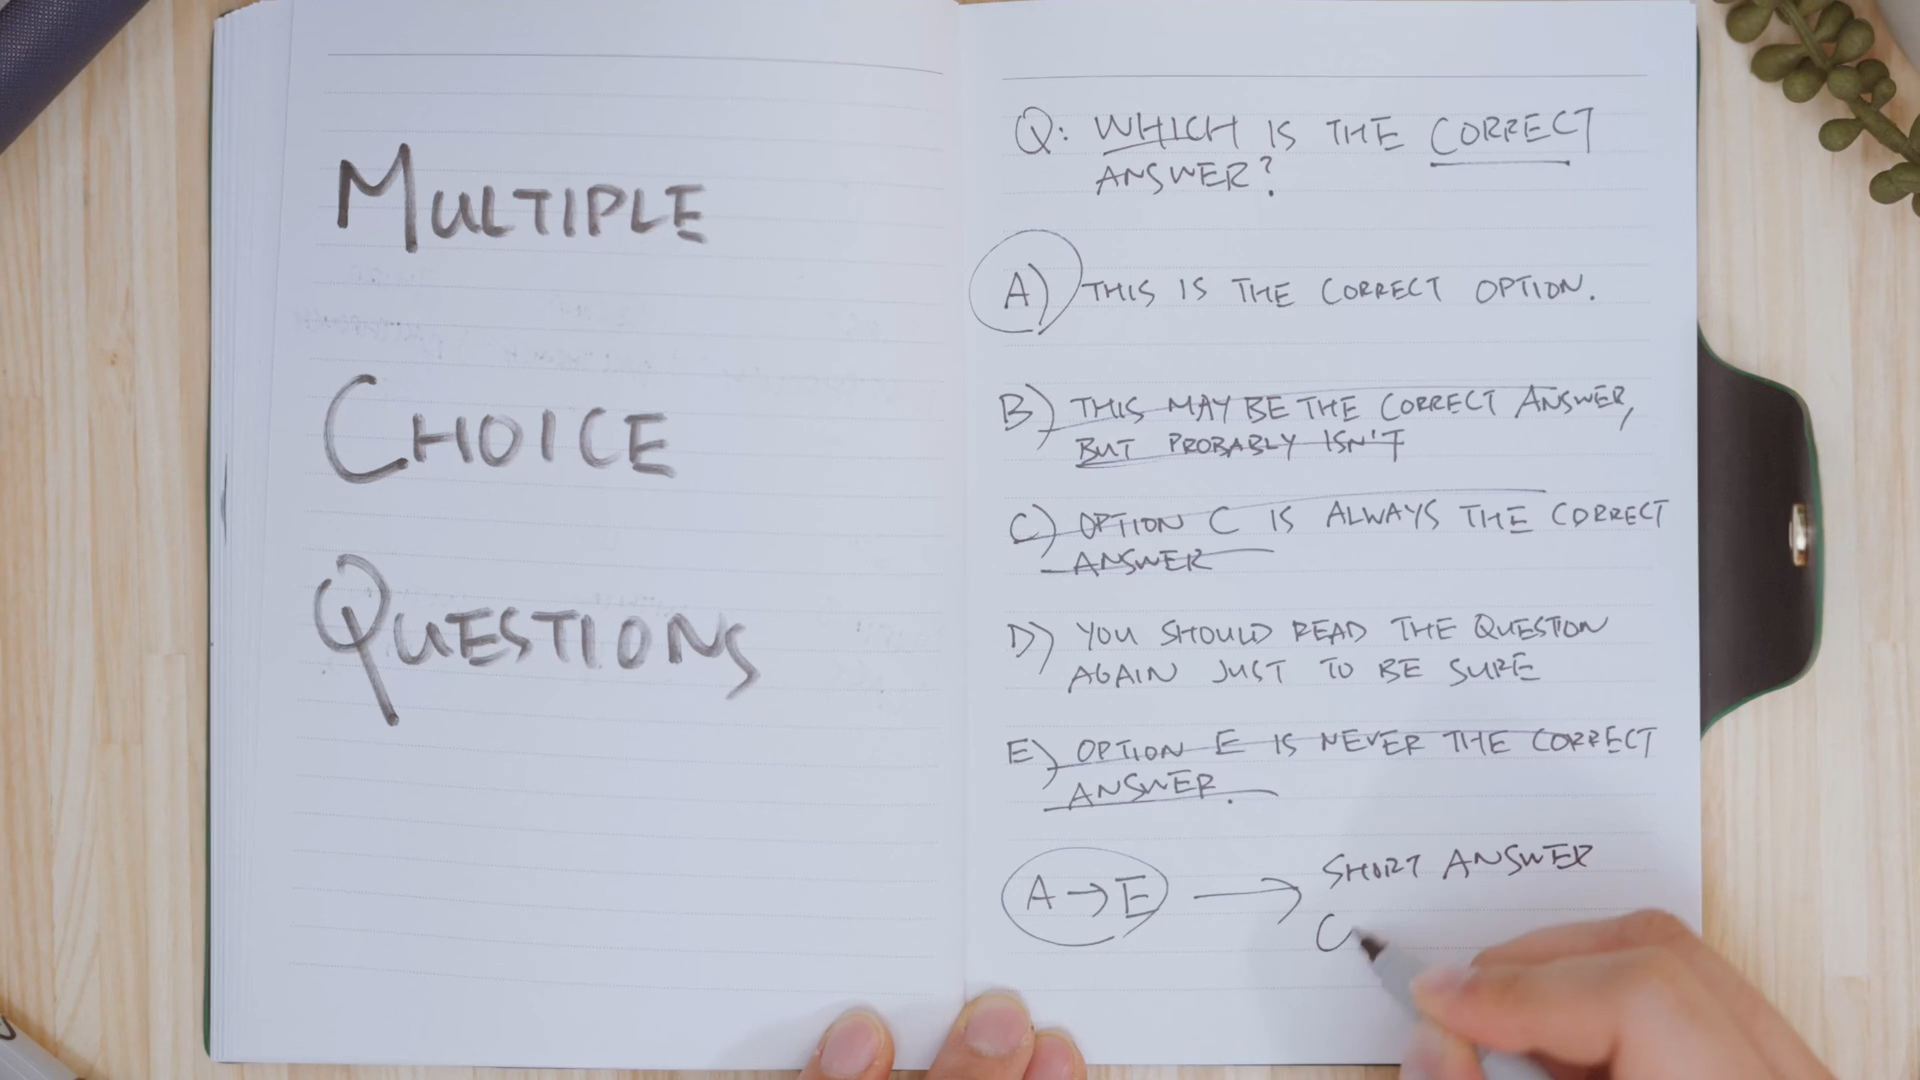 MULTIPLE
CHOICE
QUESTIONS
Q: WHICH IS THE CORRECT
ANSWER?
A) THIS IS THE CORRECT OPTION.
B) THIS MAY BE THE CORRECT ANSWER,
BUT PROBABLY ISN'T
C) OPTION C IS ALWAYS THE CORRECT
ANSWER
D) YOU SHOULD READ THE QUESTION
AGAIN JUST TO BE SURE
E) OPTION E IS NEVER THE CORRECT
ANSWER.
A → E → SHORT ANSWER
C